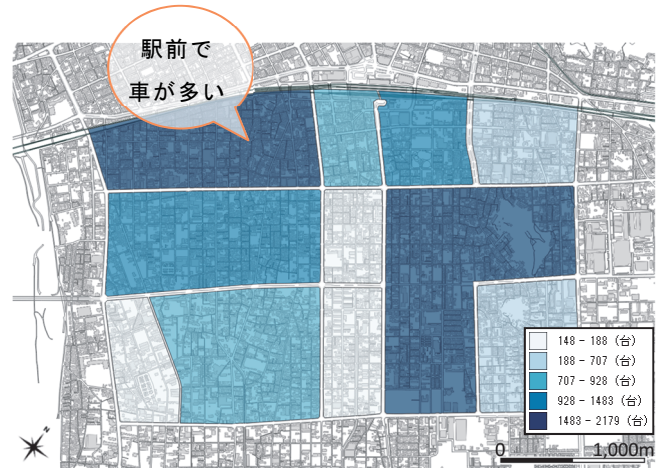 駅前で
車が多い
148 - 188 (台)
188 - 707 (台)
707 - 928 (台)
928 - 1483 (台)
1483 - 2179 (台)
N
0 1,000m